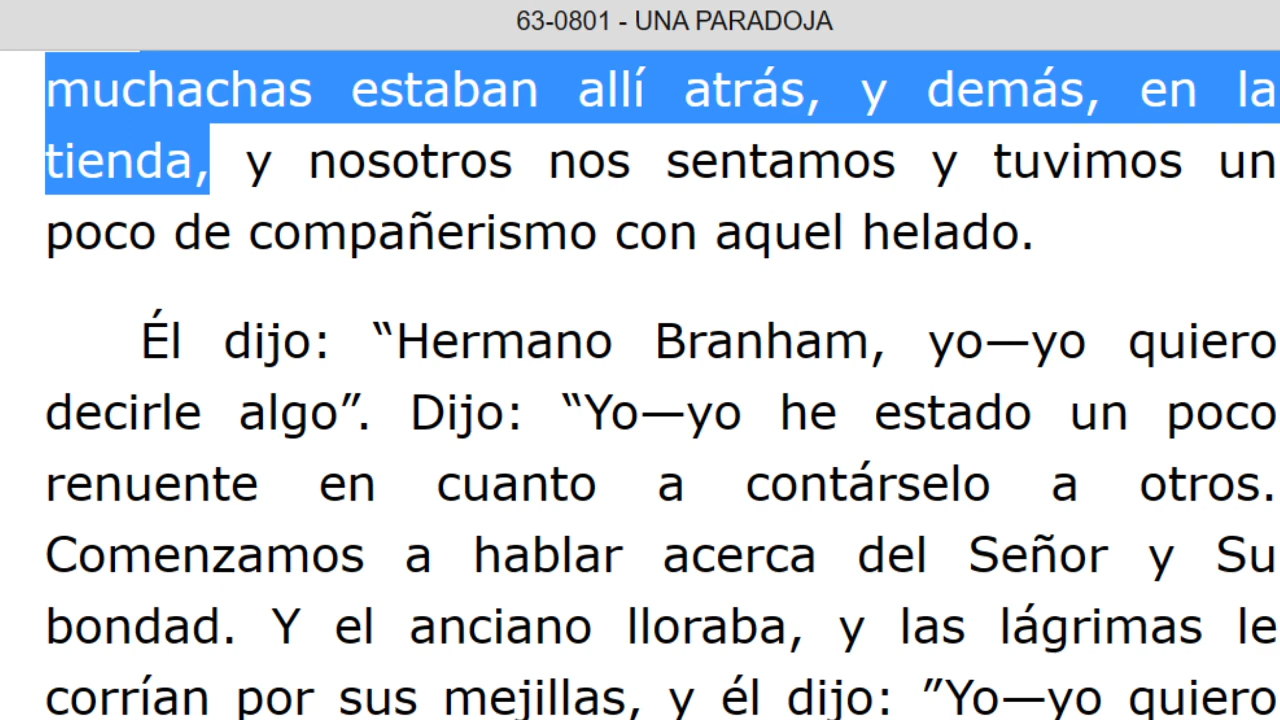 63-0801 - UNA PARADOJA
muchachas estaban allí atrás, y demás, en la
tienda, y nosotros nos sentamos y tuvimos un
poco de compañerismo con aquel helado.
Él dijo: “Hermano Branham, yo—yo quiero
decirle algo”. Dijo: “Yo—yo he estado un poco
renuente en cuanto a contárselo a otros.
Comenzamos a hablar acerca del Señor y Su
bondad. Y el anciano lloraba, y las lágrimas le
corrían por sus mejillas, y él dijo: ”Yo—yo quiero